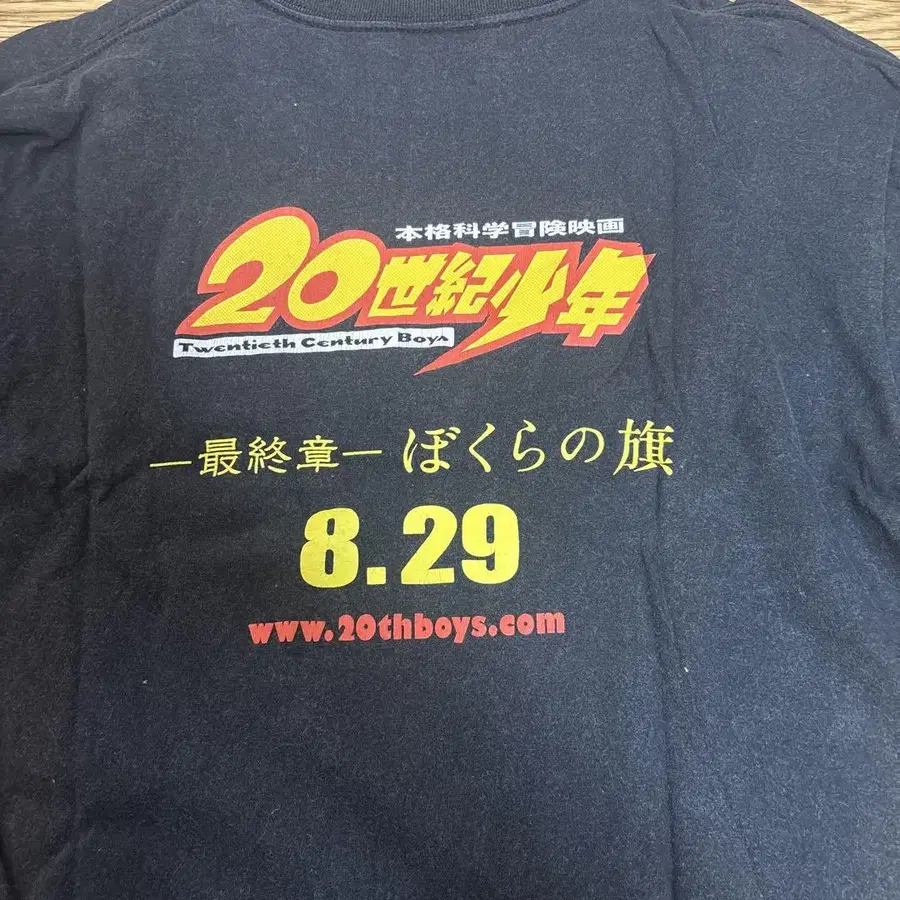 本格科学冒険映画
20世紀少年
Twentieth Century Boys
—最終章— ぼくらの旗
8.29
www.20thboys.com